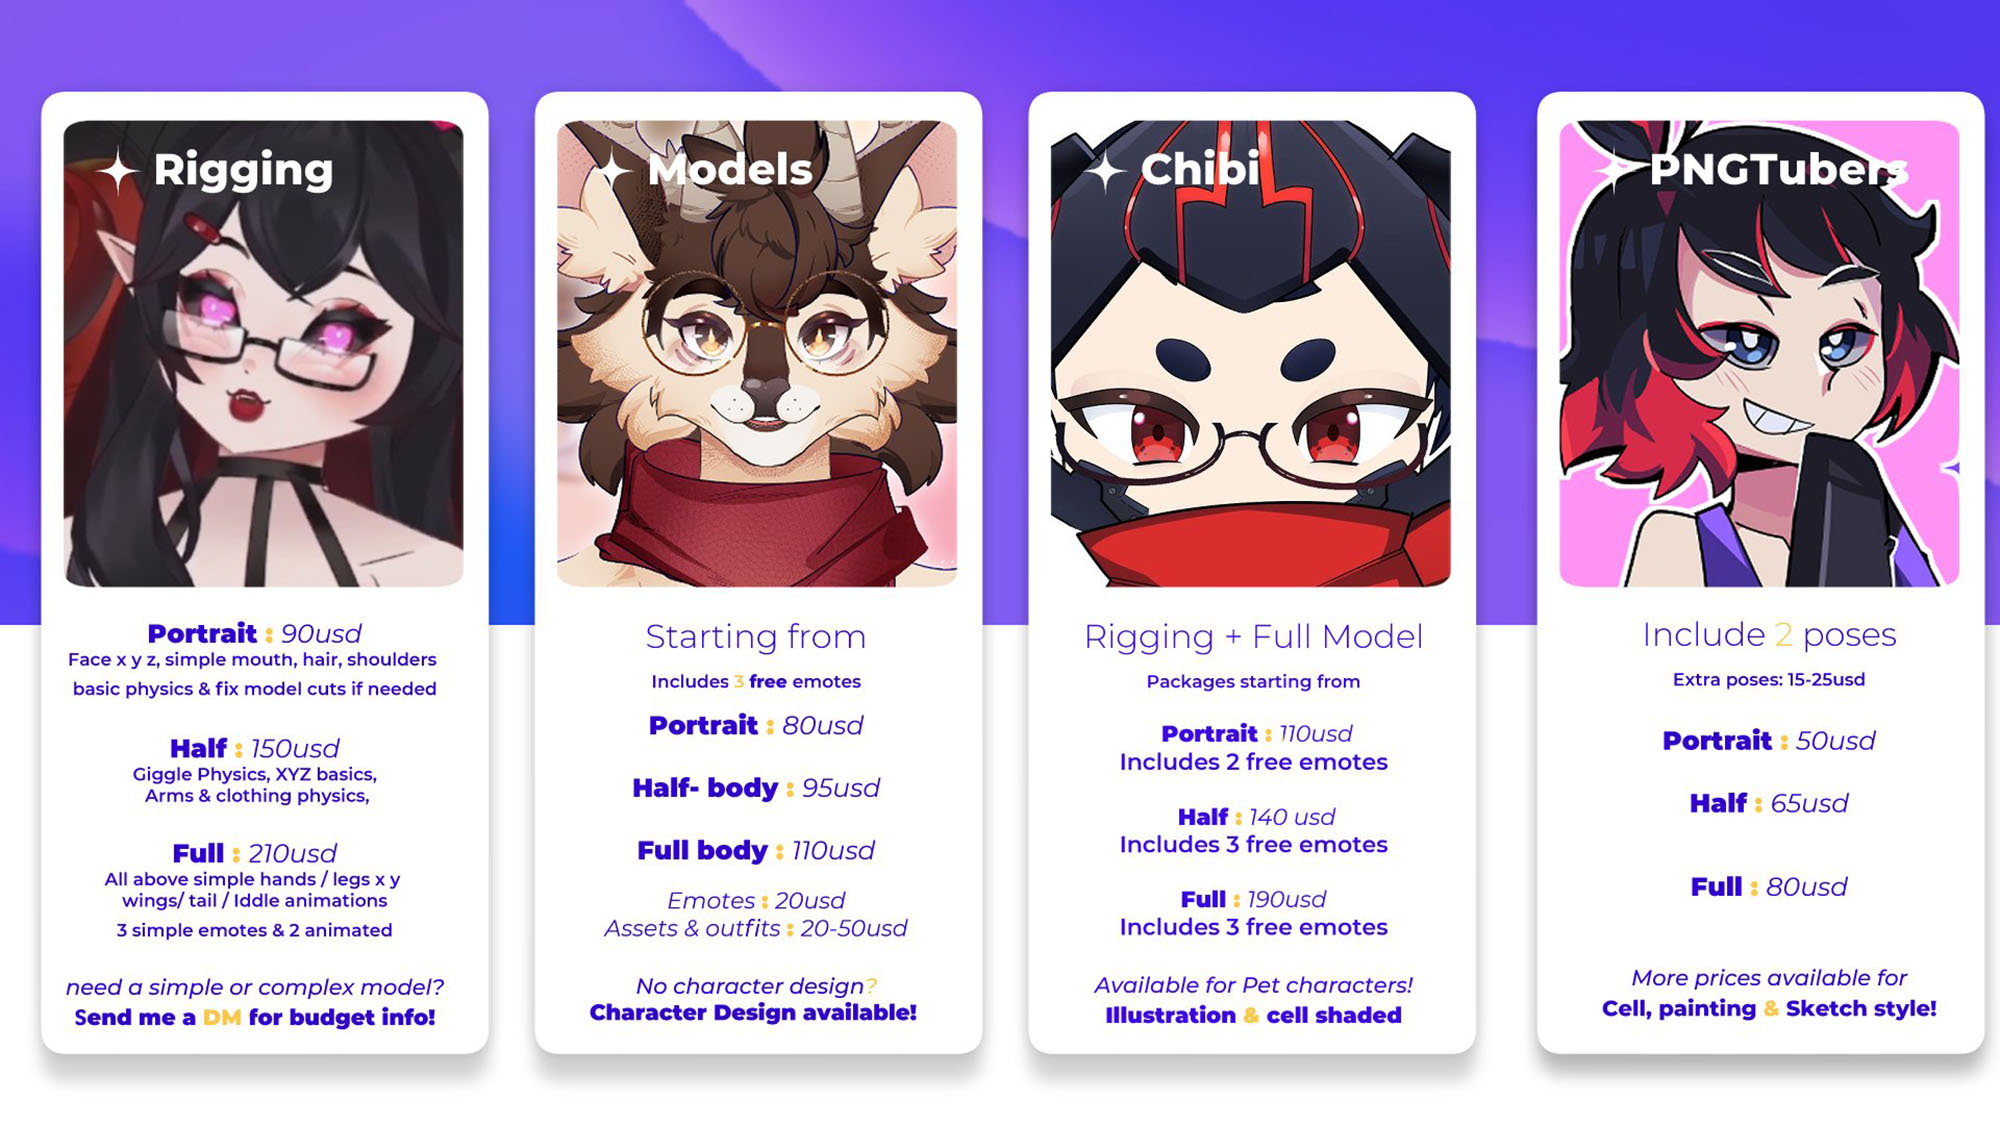 Rigging
Portrait : 90usd
Face x y z, simple mouth, hair, shoulders
basic physics & fix model cuts if needed
Half : 150usd
Giggle Physics, XYZ basics,
Arms & clothing physics,
Full : 210usd
All above simple hands / legs x y
wings/ tail / Iddle animations
3 simple emotes & 2 animated
need a simple or complex model?
Send me a DM for budget info!
Models
Starting from
Includes 3 free emotes
Portrait : 80usd
Half- body : 95usd
Full body : 110usd
Emotes : 20usd
Assets & outfits : 20-50usd
No character design?
Character Design available!
Chibi
Rigging + Full Model
Packages starting from
Portrait : 110usd
Includes 2 free emotes
Half : 140 usd
Includes 3 free emotes
Full : 190usd
Includes 3 free emotes
Available for Pet characters!
Illustration & cell shaded
PNGTubers
Include 2 poses
Extra poses: 15-25usd
Portrait : 50usd
Half : 65usd
Full : 80usd
More prices available for
Cell, painting & Sketch style!